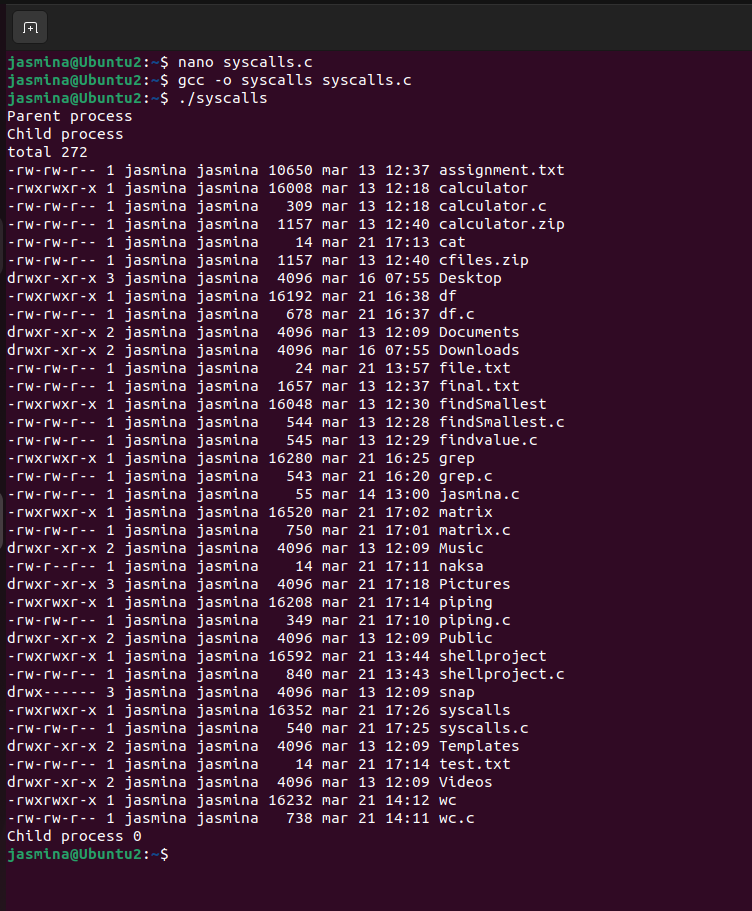 jasmina@Ubuntu2:~$ nano syscalls.c
jasmina@Ubuntu2:~$ gcc -o syscalls syscalls.c
jasmina@Ubuntu2:~$ ./syscalls
Parent process
Child process
total 272
-rw-rw-r-- 1 jasmina jasmina 10650 mar 13 12:37 assignment.txt
-rwxrwxr-x 1 jasmina jasmina 16008 mar 13 12:18 calculator
-rw-rw-r-- 1 jasmina jasmina   309 mar 13 12:18 calculator.c
-rw-rw-r-- 1 jasmina jasmina  1157 mar 13 12:40 calculator.zip
-rw-rw-r-- 1 jasmina jasmina    14 mar 21 17:13 cat
-rw-rw-r-- 1 jasmina jasmina  1157 mar 13 12:40 cfiles.zip
drwxr-xr-x 3 jasmina jasmina  4096 mar 16 07:55 Desktop
-rwxrwxr-x 1 jasmina jasmina 16192 mar 21 16:38 df
-rw-rw-r-- 1 jasmina jasmina   678 mar 21 16:37 df.c
drwxr-xr-x 2 jasmina jasmina  4096 mar 13 12:09 Documents
drwxr-xr-x 2 jasmina jasmina  4096 mar 16 07:55 Downloads
-rw-rw-r-- 1 jasmina jasmina    24 mar 21 13:57 file.txt
-rw-rw-r-- 1 jasmina jasmina  1657 mar 13 12:37 final.txt
-rwxrwxr-x 1 jasmina jasmina 16048 mar 13 12:30 findSmallest
-rw-rw-r-- 1 jasmina jasmina   544 mar 13 12:28 findSmallest.c
-rw-rw-r-- 1 jasmina jasmina   545 mar 13 12:29 findvalue.c
-rwxrwxr-x 1 jasmina jasmina 16280 mar 21 16:25 grep
-rw-rw-r-- 1 jasmina jasmina   543 mar 21 16:20 grep.c
-rw-rw-r-- 1 jasmina jasmina    55 mar 14 13:00 jasmina.c
-rwxrwxr-x 1 jasmina jasmina 16520 mar 21 17:02 matrix
-rw-rw-r-- 1 jasmina jasmina   750 mar 21 17:01 matrix.c
drwxr-xr-x 2 jasmina jasmina  4096 mar 13 12:09 Music
-rw-r--r-- 1 jasmina jasmina    14 mar 21 17:11 naksa
drwxr-xr-x 3 jasmina jasmina  4096 mar 21 17:18 Pictures
-rwxrwxr-x 1 jasmina jasmina 16208 mar 21 17:14 piping
-rw-rw-r-- 1 jasmina jasmina   349 mar 21 17:10 piping.c
drwxr-xr-x 2 jasmina jasmina  4096 mar 13 12:09 Public
-rwxrwxr-x 1 jasmina jasmina 16592 mar 21 13:44 shellproject
-rw-rw-r-- 1 jasmina jasmina   840 mar 21 13:43 shellproject.c
drwx------ 3 jasmina jasmina  4096 mar 13 12:09 snap
-rwxrwxr-x 1 jasmina jasmina 16352 mar 21 17:26 syscalls
-rw-rw-r-- 1 jasmina jasmina   540 mar 21 17:25 syscalls.c
drwxr-xr-x 2 jasmina jasmina  4096 mar 13 12:09 Templates
-rw-rw-r-- 1 jasmina jasmina    14 mar 21 17:14 test.txt
drwxr-xr-x 2 jasmina jasmina  4096 mar 13 12:09 Videos
-rwxrwxr-x 1 jasmina jasmina 16232 mar 21 14:12 wc
-rw-rw-r-- 1 jasmina jasmina   738 mar 21 14:11 wc.c
Child process 0
jasmina@Ubuntu2:~$